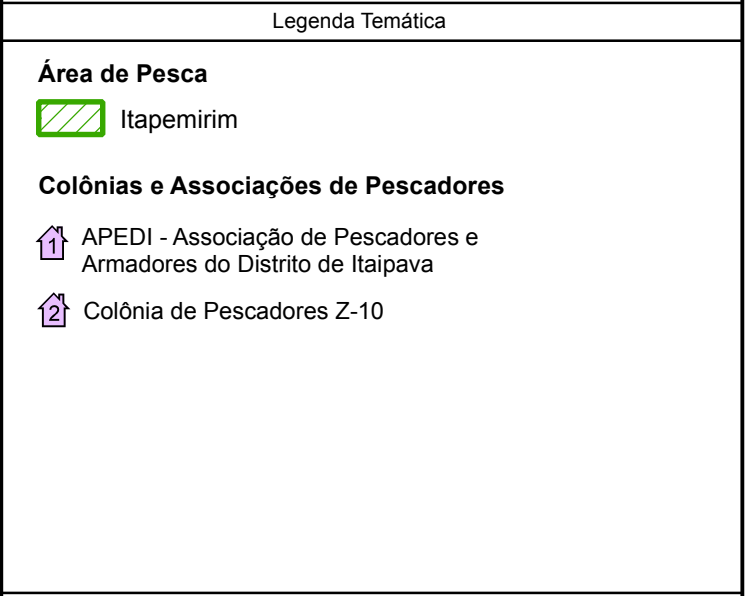 Legenda Temática
Área de Pesca
Itapemirim
Colônias e Associações de Pescadores
1 APEDI - Associação de Pescadores e
Armadores do Distrito de Itaipava
2 Colônia de Pescadores Z-10